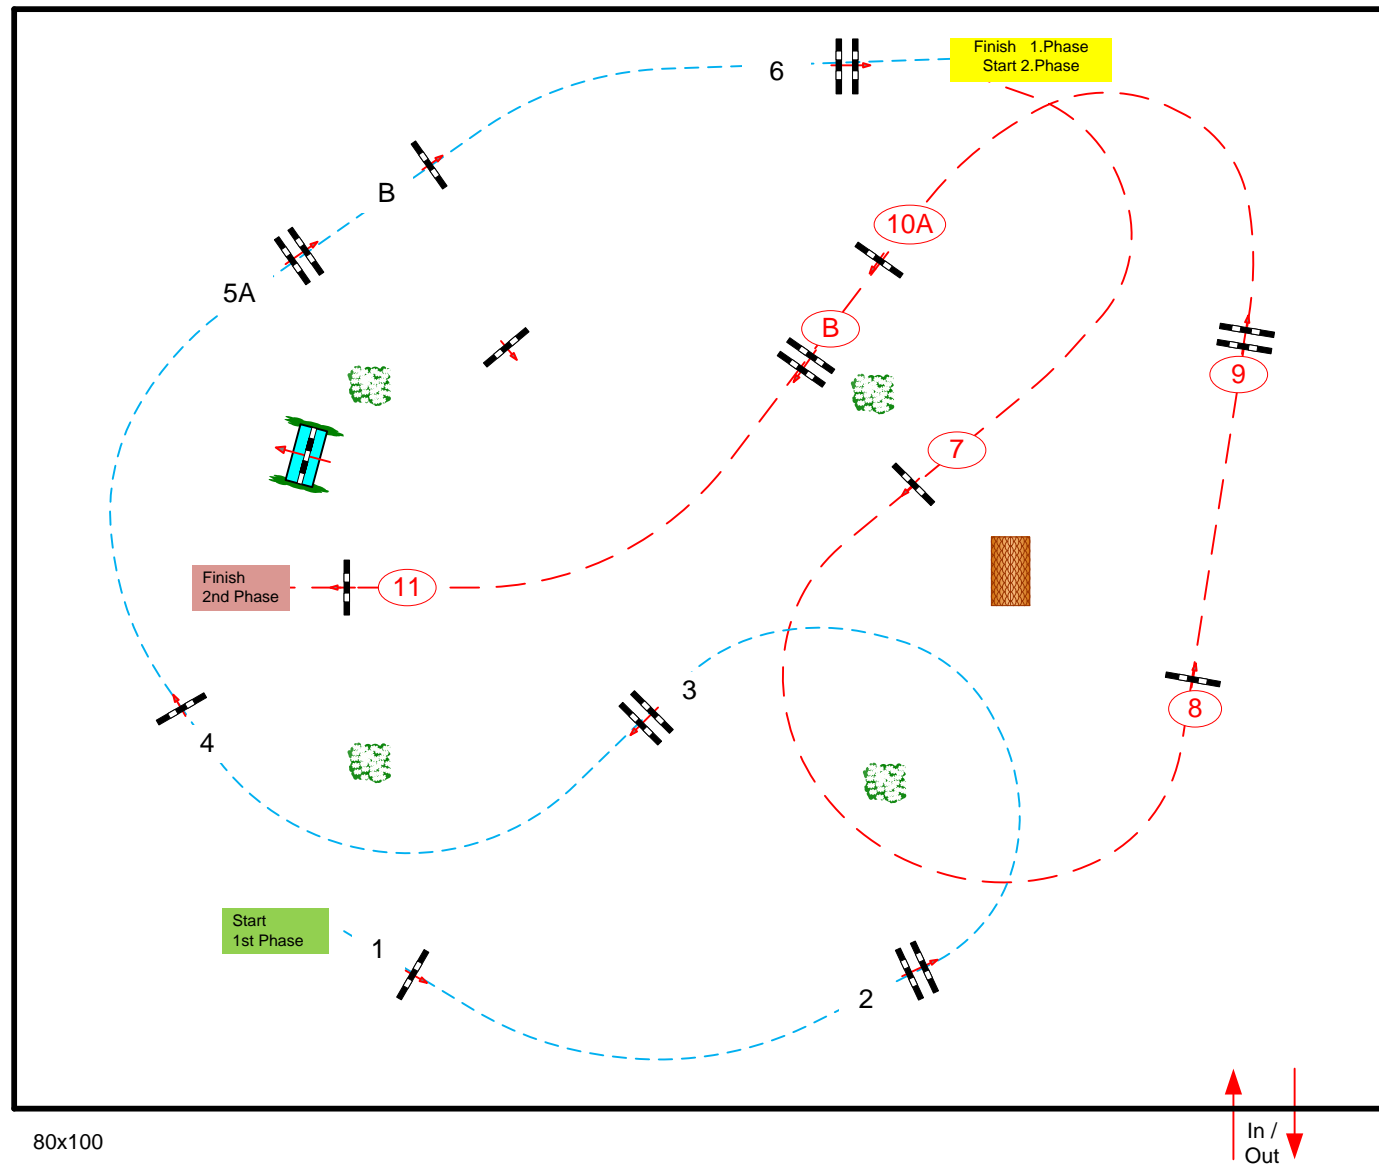 Finish 1.Phase
Start 2.Phase
6
B
10A
5A
B
9
7
Finish
2nd Phase
11
3
8
4
Start
1st Phase
1
2
80x100
In /
Out